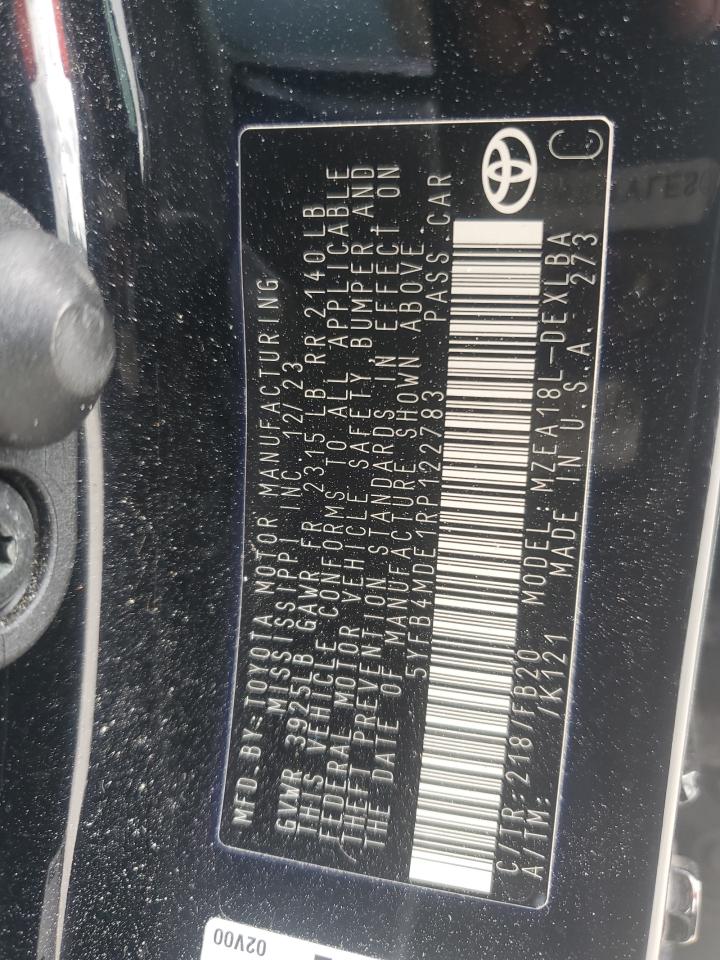 MFD.BY:TOYOTA MOTOR MANUFACTURING
MISSISSIPPI INC 12/23
GVWR 3925LB GAWR FR 2315LB RR 2140LB
THIS VEHICLE CONFORMS TO ALL APPLICABLE
FEDERAL MOTOR VEHICLE SAFETY BUMPER AND
THEFT PREVENTION STANDARDS IN EFFECT ON
THE DATE OF MANUFACTURE SHOWN ABOVE.
5YFB4MDE1RP122783 PASS.CAR
C/TR:218/FB20 MODEL:MZEA18L-DEXLBA
A/TM: /K121 MADE IN U.S.A. 273
C
02V00